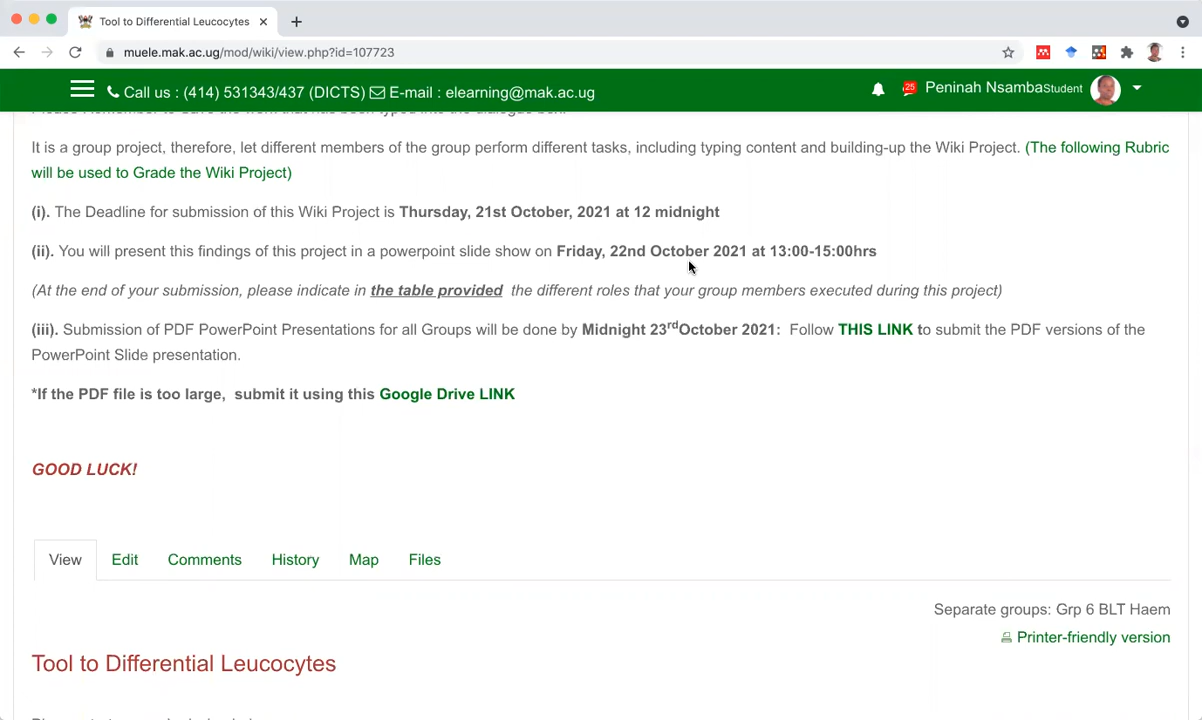 Tool to Differential Leucocytes
muele.mak.ac.ug/mod/wiki/view.php?id=107723
Call us : (414) 531343/437 (DICTS) E-mail : elearning@mak.ac.ug
25
Peninah Nsamba Student
It is a group project, therefore, let different members of the group perform different tasks, including typing content and building-up the Wiki Project. (The following Rubric
will be used to Grade the Wiki Project)
(i). The Deadline for submission of this Wiki Project is Thursday, 21st October, 2021 at 12 midnight
(ii). You will present this findings of this project in a powerpoint slide show on Friday, 22nd October 2021 at 13:00-15:00hrs
(At the end of your submission, please indicate in the table provided the different roles that your group members executed during this project)
(iii). Submission of PDF PowerPoint Presentations for all Groups will be done by Midnight 23rdOctober 2021: Follow THIS LINK to submit the PDF versions of the
PowerPoint Slide presentation.
*If the PDF file is too large, submit it using this Google Drive LINK
GOOD LUCK!
View Edit Comments History Map Files
Separate groups: Grp 6 BLT Haem
Printer-friendly version
Tool to Differential Leucocytes